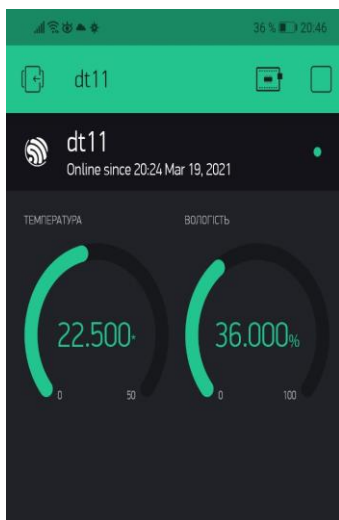 36 % 20:46
dt11
dt11
Online since 20:24 Mar 19, 2021
ТЕМПЕРАТУРА ВОЛОГІСТЬ
22.500° 36.000%
0 50 0 100